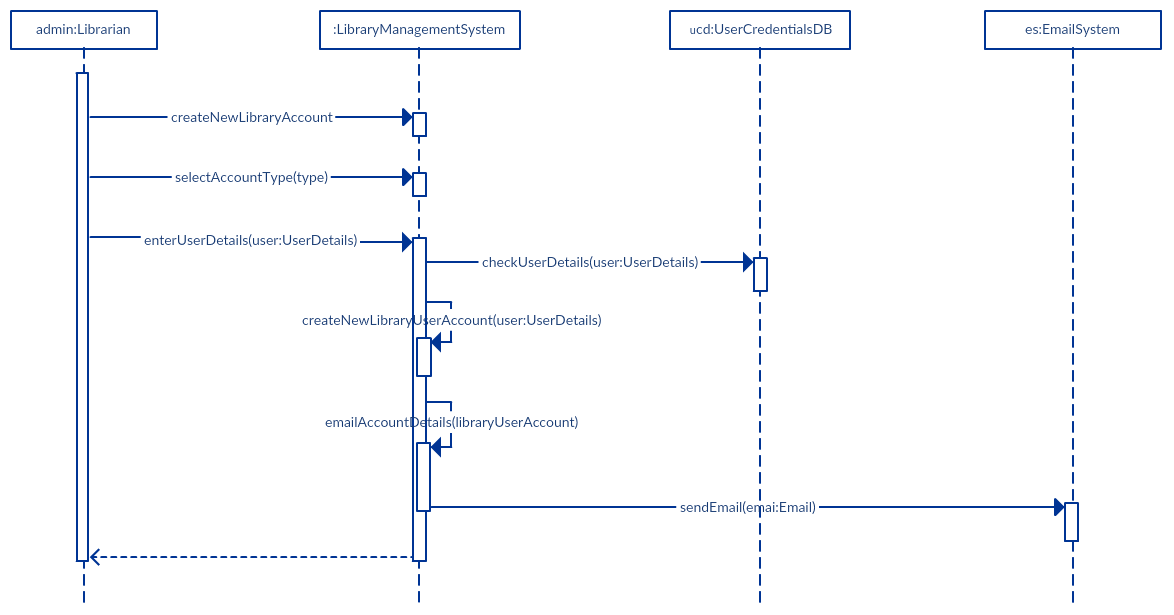 admin:Librarian
:LibraryManagementSystem
ucd:UserCredentialsDB
es:EmailSystem
createNewLibraryAccount
selectAccountType(type)
enterUserDetails(user:UserDetails)
checkUserDetails(user:UserDetails)
createNewLibraryUserAccount(user:UserDetails)
emailAccountDetails(libraryUserAccount)
sendEmail(emai:Email)